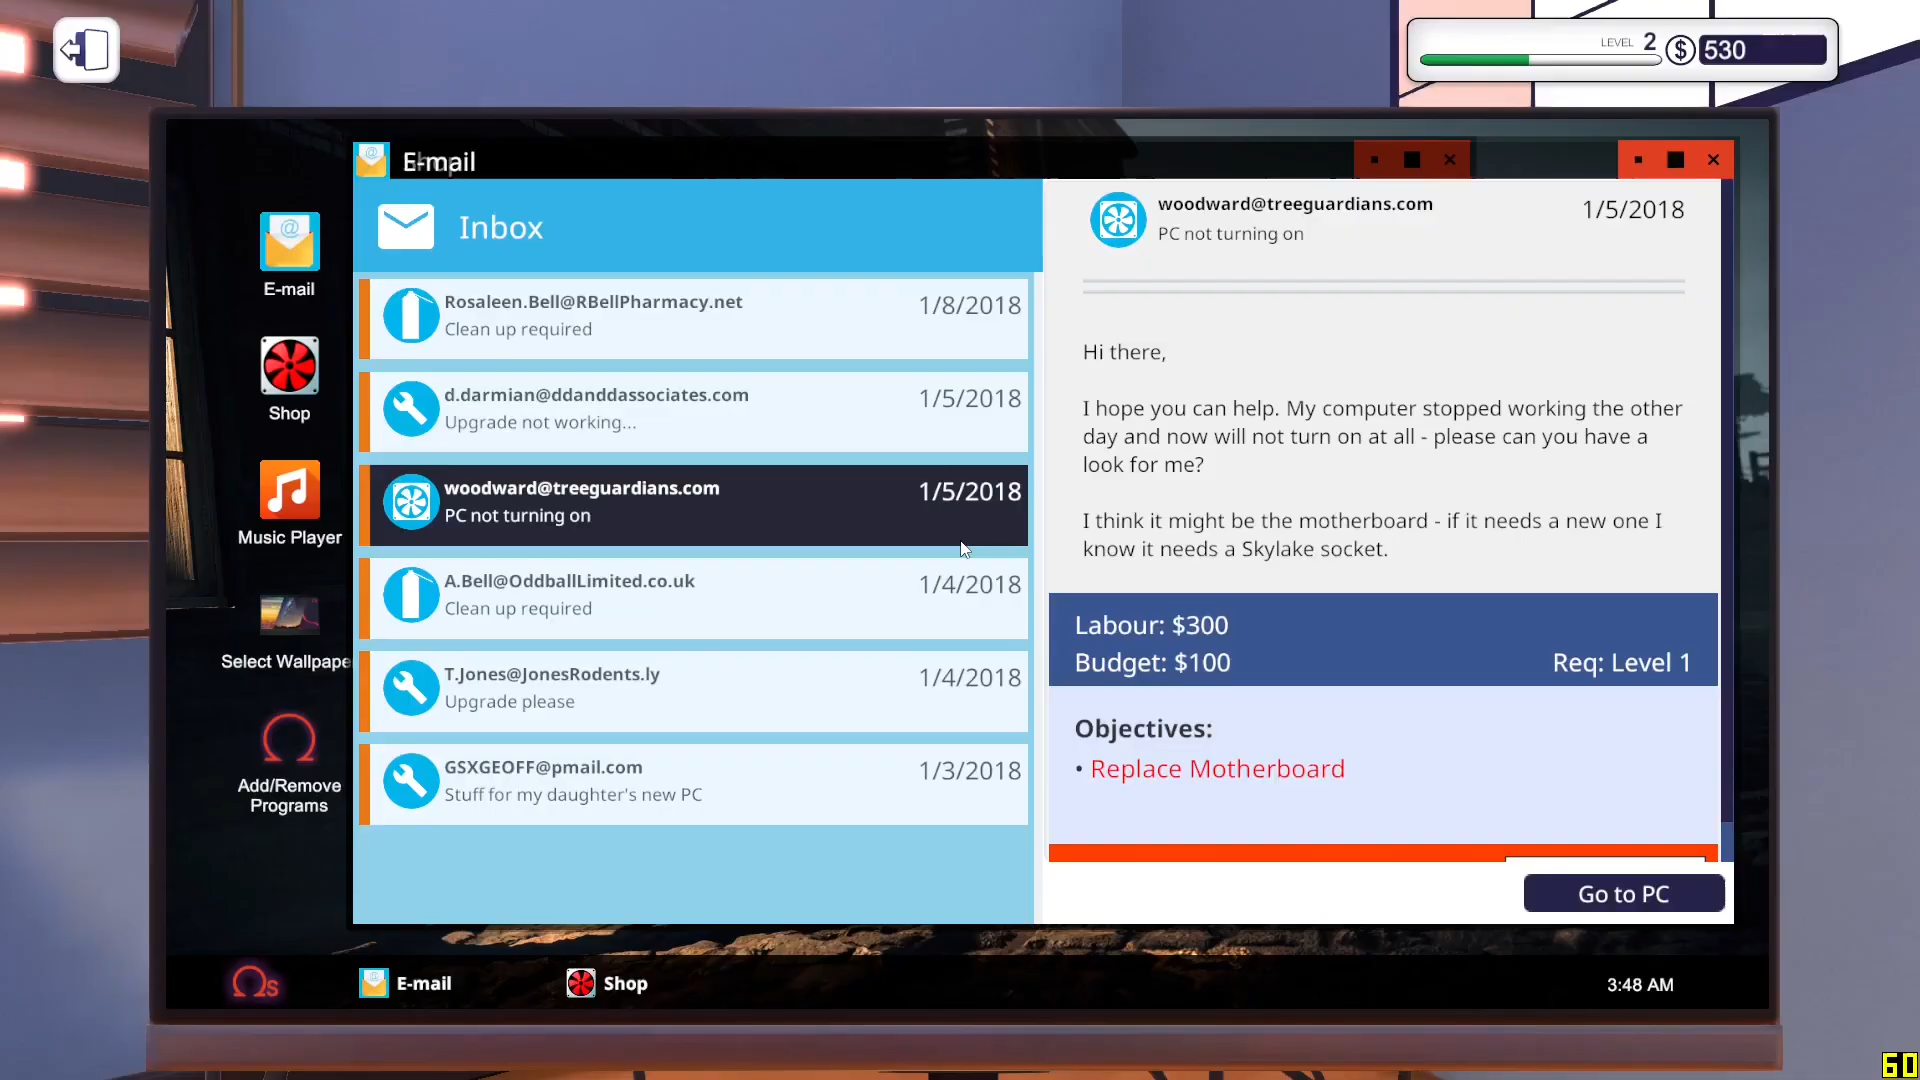 LEVEL 2 $ 530
E-mail
Inbox
Rosaleen.Bell@RBellPharmacy.net 1/8/2018
Clean up required
d.darmian@ddanddassociates.com 1/5/2018
Upgrade not working...
woodward@treeguardians.com 1/5/2018
PC not turning on
A.Bell@OddballLimited.co.uk 1/4/2018
Clean up required
T.Jones@JonesRodents.ly 1/4/2018
Upgrade please
GSXGEOFF@pmail.com 1/3/2018
Stuff for my daughter's new PC
woodward@treeguardians.com 1/5/2018
PC not turning on
Hi there,
I hope you can help. My computer stopped working the other
day and now will not turn on at all - please can you have a
look for me?
I think it might be the motherboard - if it needs a new one I
know it needs a Skylake socket.
Labour: $300
Budget: $100 Req: Level 1
Objectives:
• Replace Motherboard
Go to PC
E-mail
Shop
Music Player
Select Wallpape
Add/Remove
Programs
Ωs E-mail Shop 3:48 AM
60